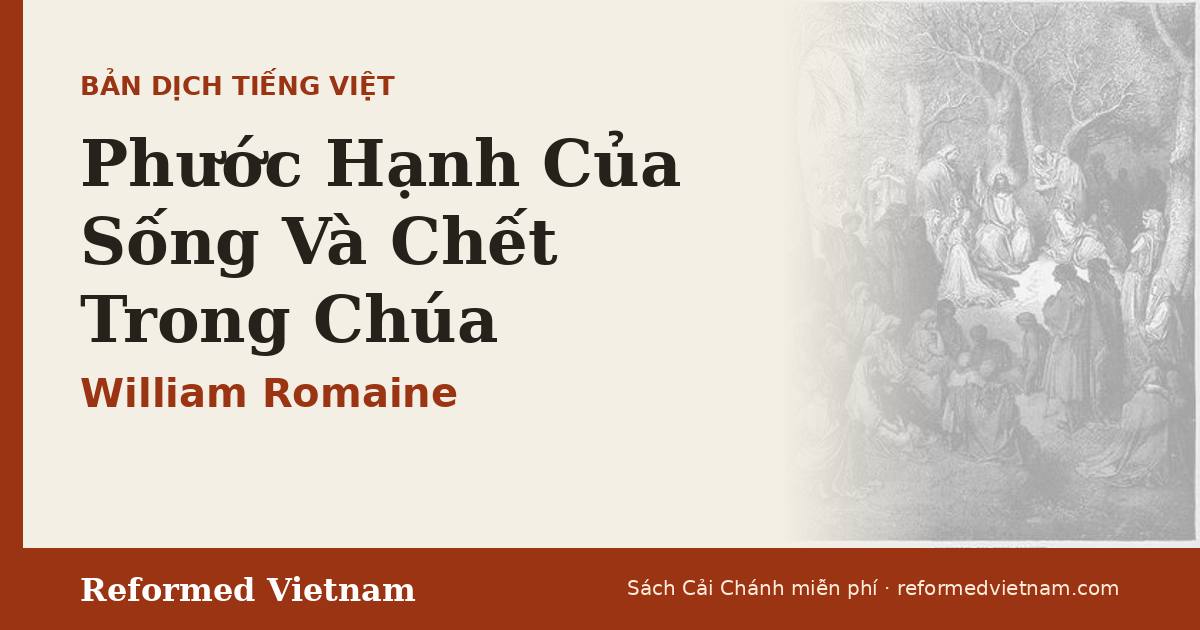 BẢN DỊCH TIẾNG VIỆT
Phước Hạnh Của
Sống Và Chết
Trong Chúa
William Romaine
Reformed Vietnam
Sách Cải Chánh miễn phí · reformedvietnam.com